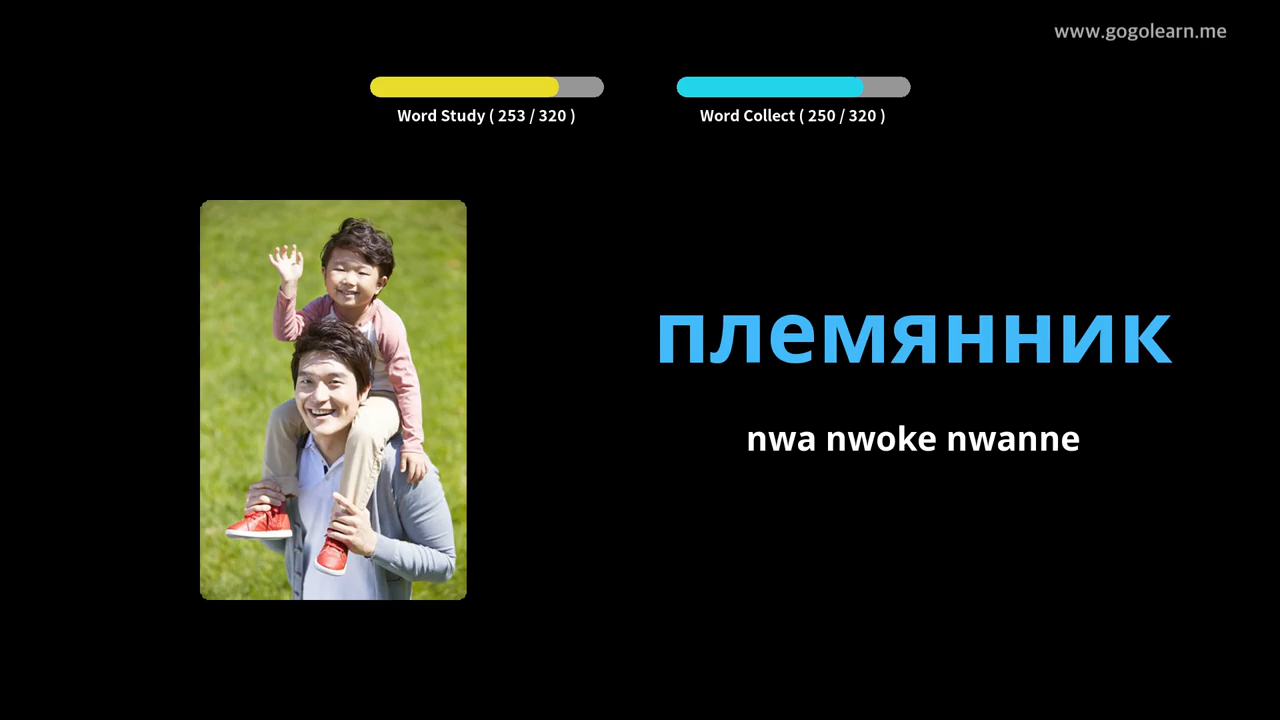 www.gogolearn.me
Word Study ( 253 / 320 )
Word Collect ( 250 / 320 )
племянник
nwa nwoke nwanne